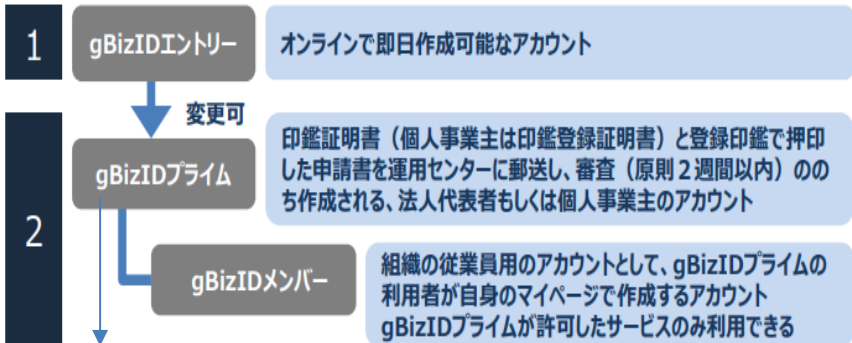 1
gBizIDエントリー
オンラインで即日作成可能なアカウント
変更可
2
gBizIDプライム
印鑑証明書（個人事業主は印鑑登録証明書）と登録印鑑で押印
した申請書を運用センターに郵送し、審査（原則２週間以内）のの
ち作成される、法人代表者もしくは個人事業主のアカウント
gBizIDメンバー
組織の従業員用のアカウントとして、gBizIDプライムの
利用者が自身のマイページで作成するアカウント
gBizIDプライムが許可したサービスのみ利用できる